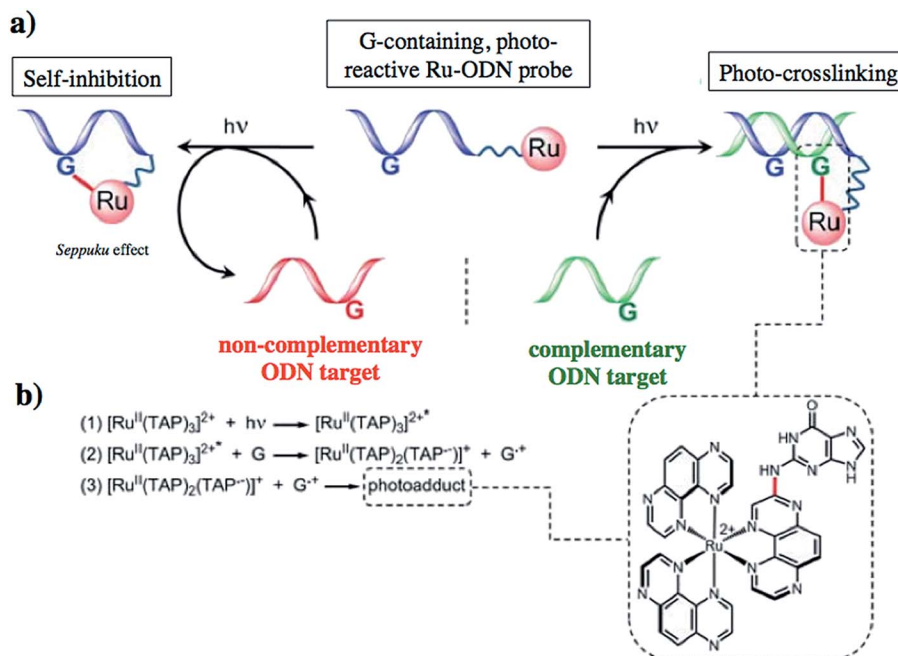 a)
G-containing, photo-
reactive Ru-ODN probe
Self-inhibition
Photo-crosslinking
hν
hν
G
Ru
G
Ru
G
G
Ru
Seppuku effect
G
G
non-complementary
ODN target
complementary
ODN target
b)
(1) [Ru^II(TAP)₃]²⁺ + hν ⟶ [Ru^II(TAP)₃]²⁺*
(2) [Ru^II(TAP)₃]²⁺* + G ⟶ [Ru^II(TAP)₂(TAP·⁻)]⁺ + G·⁺
(3) [Ru^II(TAP)₂(TAP·⁻)]⁺ + G·⁺ ⟶ photoadduct
O
HN
N
HN
N
N
H
N
N
N
N
N
2+
Ru
N
N
N
N
N
N
N